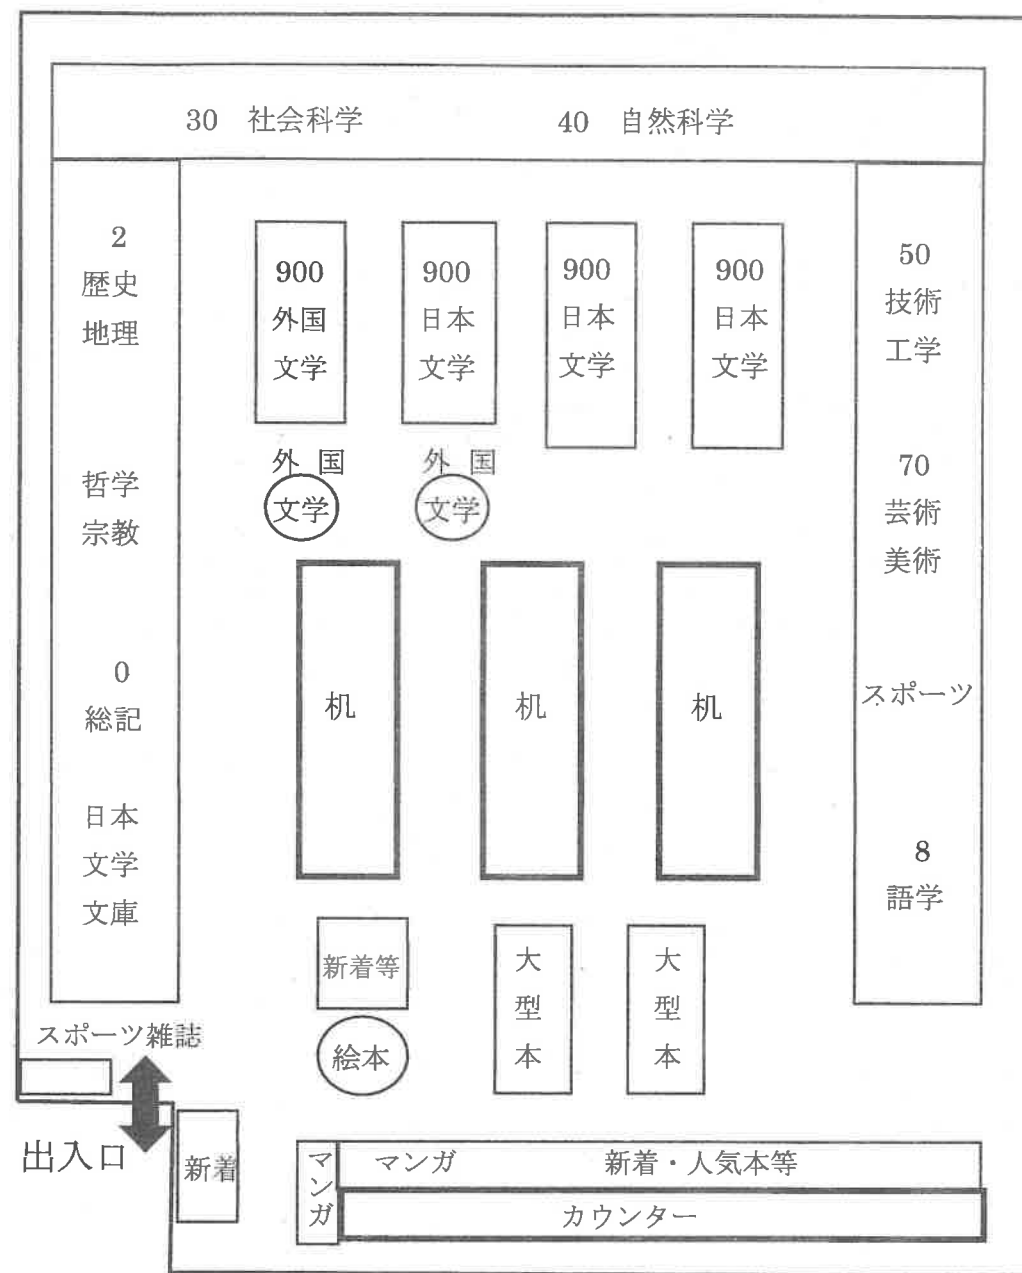 30 社会科学
40 自然科学
2
歴史
地理
哲学
宗教
0
総記
日本
文学
文庫
900
外国
文学
900
日本
文学
900
日本
文学
900
日本
文学
外国
文学
外国
文学
50
技術
工学
70
芸術
美術
スポーツ
8
語学
机
机
机
新着等
絵本
大型本
大型本
スポーツ雑誌
出入口
新着
マンガ
マンガ
新着・人気本等
カウンター